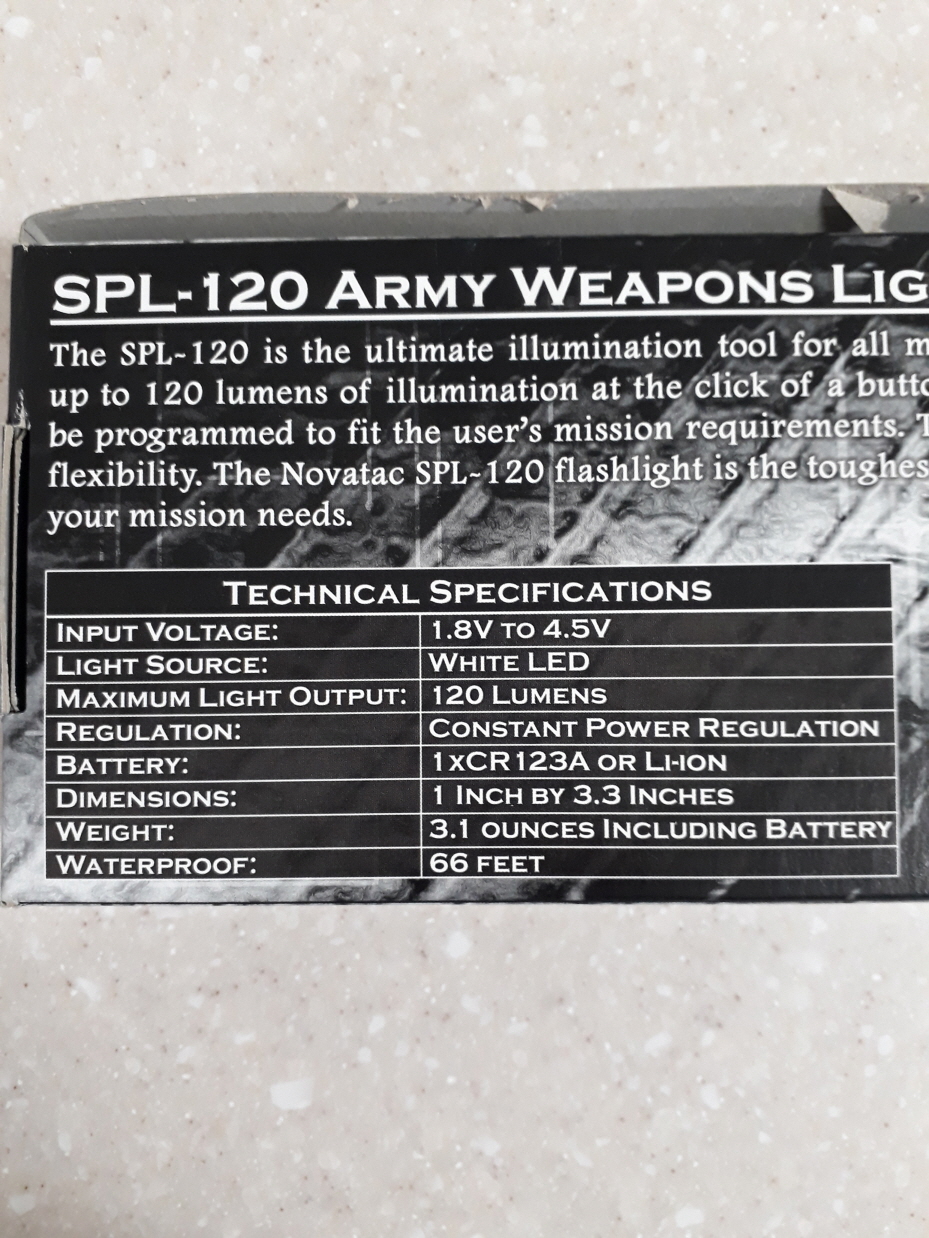 SPL-120 ARMY WEAPONS LIG
The SPL~120 is the ultimate illumination tool for all m
up to 120 lumens of illumination at the click of a butto
be programmed to fit the user's mission requirements. T
flexibility. The Novatac SPL~120 flashlight is the toughes
your mission needs.
TECHNICAL SPECIFICATIONS
INPUT VOLTAGE: 1.8V TO 4.5V
LIGHT SOURCE: WHITE LED
MAXIMUM LIGHT OUTPUT: 120 LUMENS
REGULATION: CONSTANT POWER REGULATION
BATTERY: 1XCR123A OR LI-ION
DIMENSIONS: 1 INCH BY 3.3 INCHES
WEIGHT: 3.1 OUNCES INCLUDING BATTERY
WATERPROOF: 66 FEET